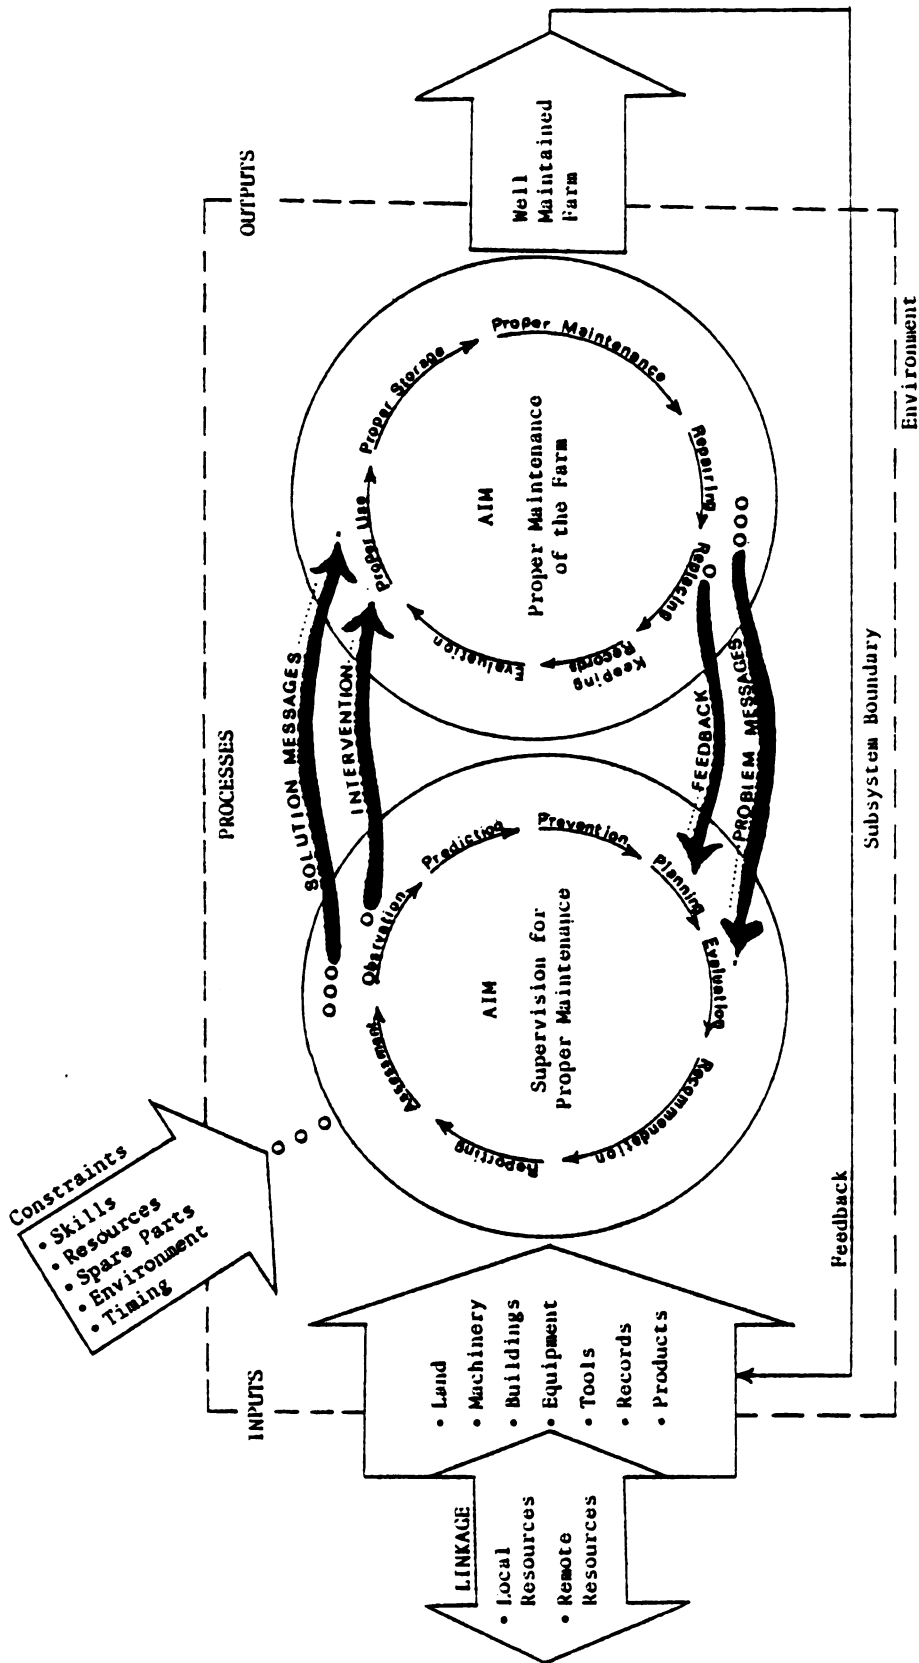 LINKAGE
• Local
Resources
• Remote
Resources
INPUTS
• Land
• Machinery
• Buildings
• Equipment
• Tools
• Records
• Products
Constraints
• Skills
• Resources
• Spare Parts
• Environment
• Timing
PROCESSES
SOLUTION MESSAGES
INTERVENTION
Assessment
Observation
Prediction
Prevention
Planning
Evaluation
Recommendation
Reporting
AIM
Supervision for
Proper Maintenance
FEEDBACK
PROBLEM MESSAGES
Proper Use
Proper Storage
Proper Maintenance
Repairing
Replacing
Keeping
Records
Evaluation
AIM
Proper Maintenance
of the Farm
OUTPUTS
Well
Maintained
Farm
Feedback
Subsystem Boundary
Environment